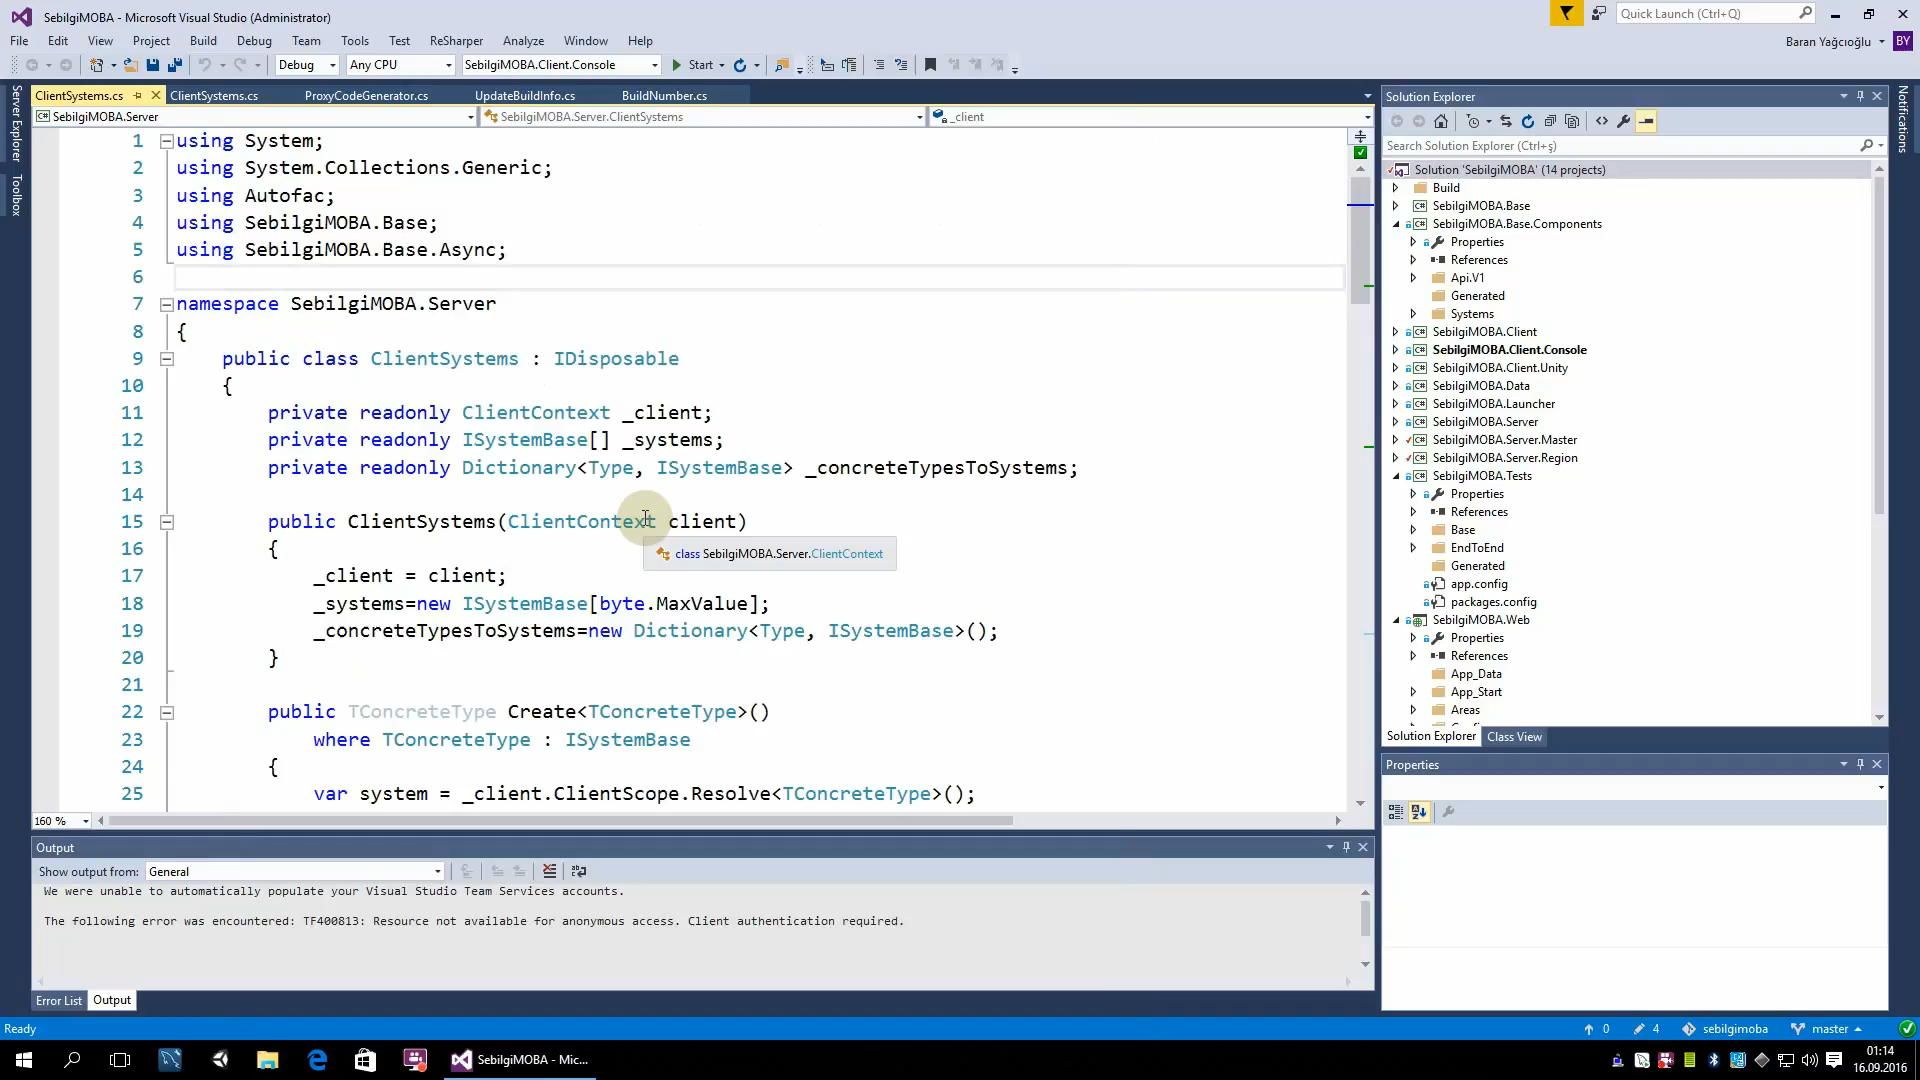 SebilgiMOBA - Microsoft Visual Studio (Administrator)
Quick Launch (Ctrl+Q)
File Edit View Project Build Debug Team Tools Test ReSharper Analyze Window Help
Baran Yağcıoğlu BY
Debug Any CPU SebilgiMOBA.Client.Console Start
Server Explorer
Toolbox
Notifications
ClientSystems.cs ClientSystems.cs ProxyCodeGenerator.cs UpdateBuildInfo.cs BuildNumber.cs
SebilgiMOBA.Server SebilgiMOBA.Server.ClientSystems _client
1 using System;
2 using System.Collections.Generic;
3 using Autofac;
4 using SebilgiMOBA.Base;
5 using SebilgiMOBA.Base.Async;
6
7 namespace SebilgiMOBA.Server
8 {
9 public class ClientSystems : IDisposable
10 {
11 private readonly ClientContext _client;
12 private readonly ISystemBase[] _systems;
13 private readonly Dictionary<Type, ISystemBase> _concreteTypesToSystems;
14
15 public ClientSystems(ClientContext client)
16 {
class SebilgiMOBA.Server.ClientContext
17 _client = client;
18 _systems=new ISystemBase[byte.MaxValue];
19 _concreteTypesToSystems=new Dictionary<Type, ISystemBase>();
20 }
21
22 public TConcreteType Create<TConcreteType>()
23 where TConcreteType : ISystemBase
24 {
25 var system = _client.ClientScope.Resolve<TConcreteType>();
160 %
Output
Show output from: General
We were unable to automatically populate your Visual Studio Team Services accounts.
The following error was encountered: TF400813: Resource not available for anonymous access. Client authentication required.
Error List Output
Solution Explorer
Search Solution Explorer (Ctrl+ş)
Solution 'SebilgiMOBA' (14 projects)
Build
SebilgiMOBA.Base
SebilgiMOBA.Base.Components
Properties
References
Api.V1
Generated
Systems
SebilgiMOBA.Client
SebilgiMOBA.Client.Console
SebilgiMOBA.Client.Unity
SebilgiMOBA.Data
SebilgiMOBA.Launcher
SebilgiMOBA.Server
SebilgiMOBA.Server.Master
SebilgiMOBA.Server.Region
SebilgiMOBA.Tests
Properties
References
Base
EndToEnd
Generated
app.config
packages.config
SebilgiMOBA.Web
Properties
References
App_Data
App_Start
Areas
Solution Explorer Class View
Properties
Ready 0 4 sebilgimoba master
SebilgiMOBA - Mic...
01:14
16.09.2016